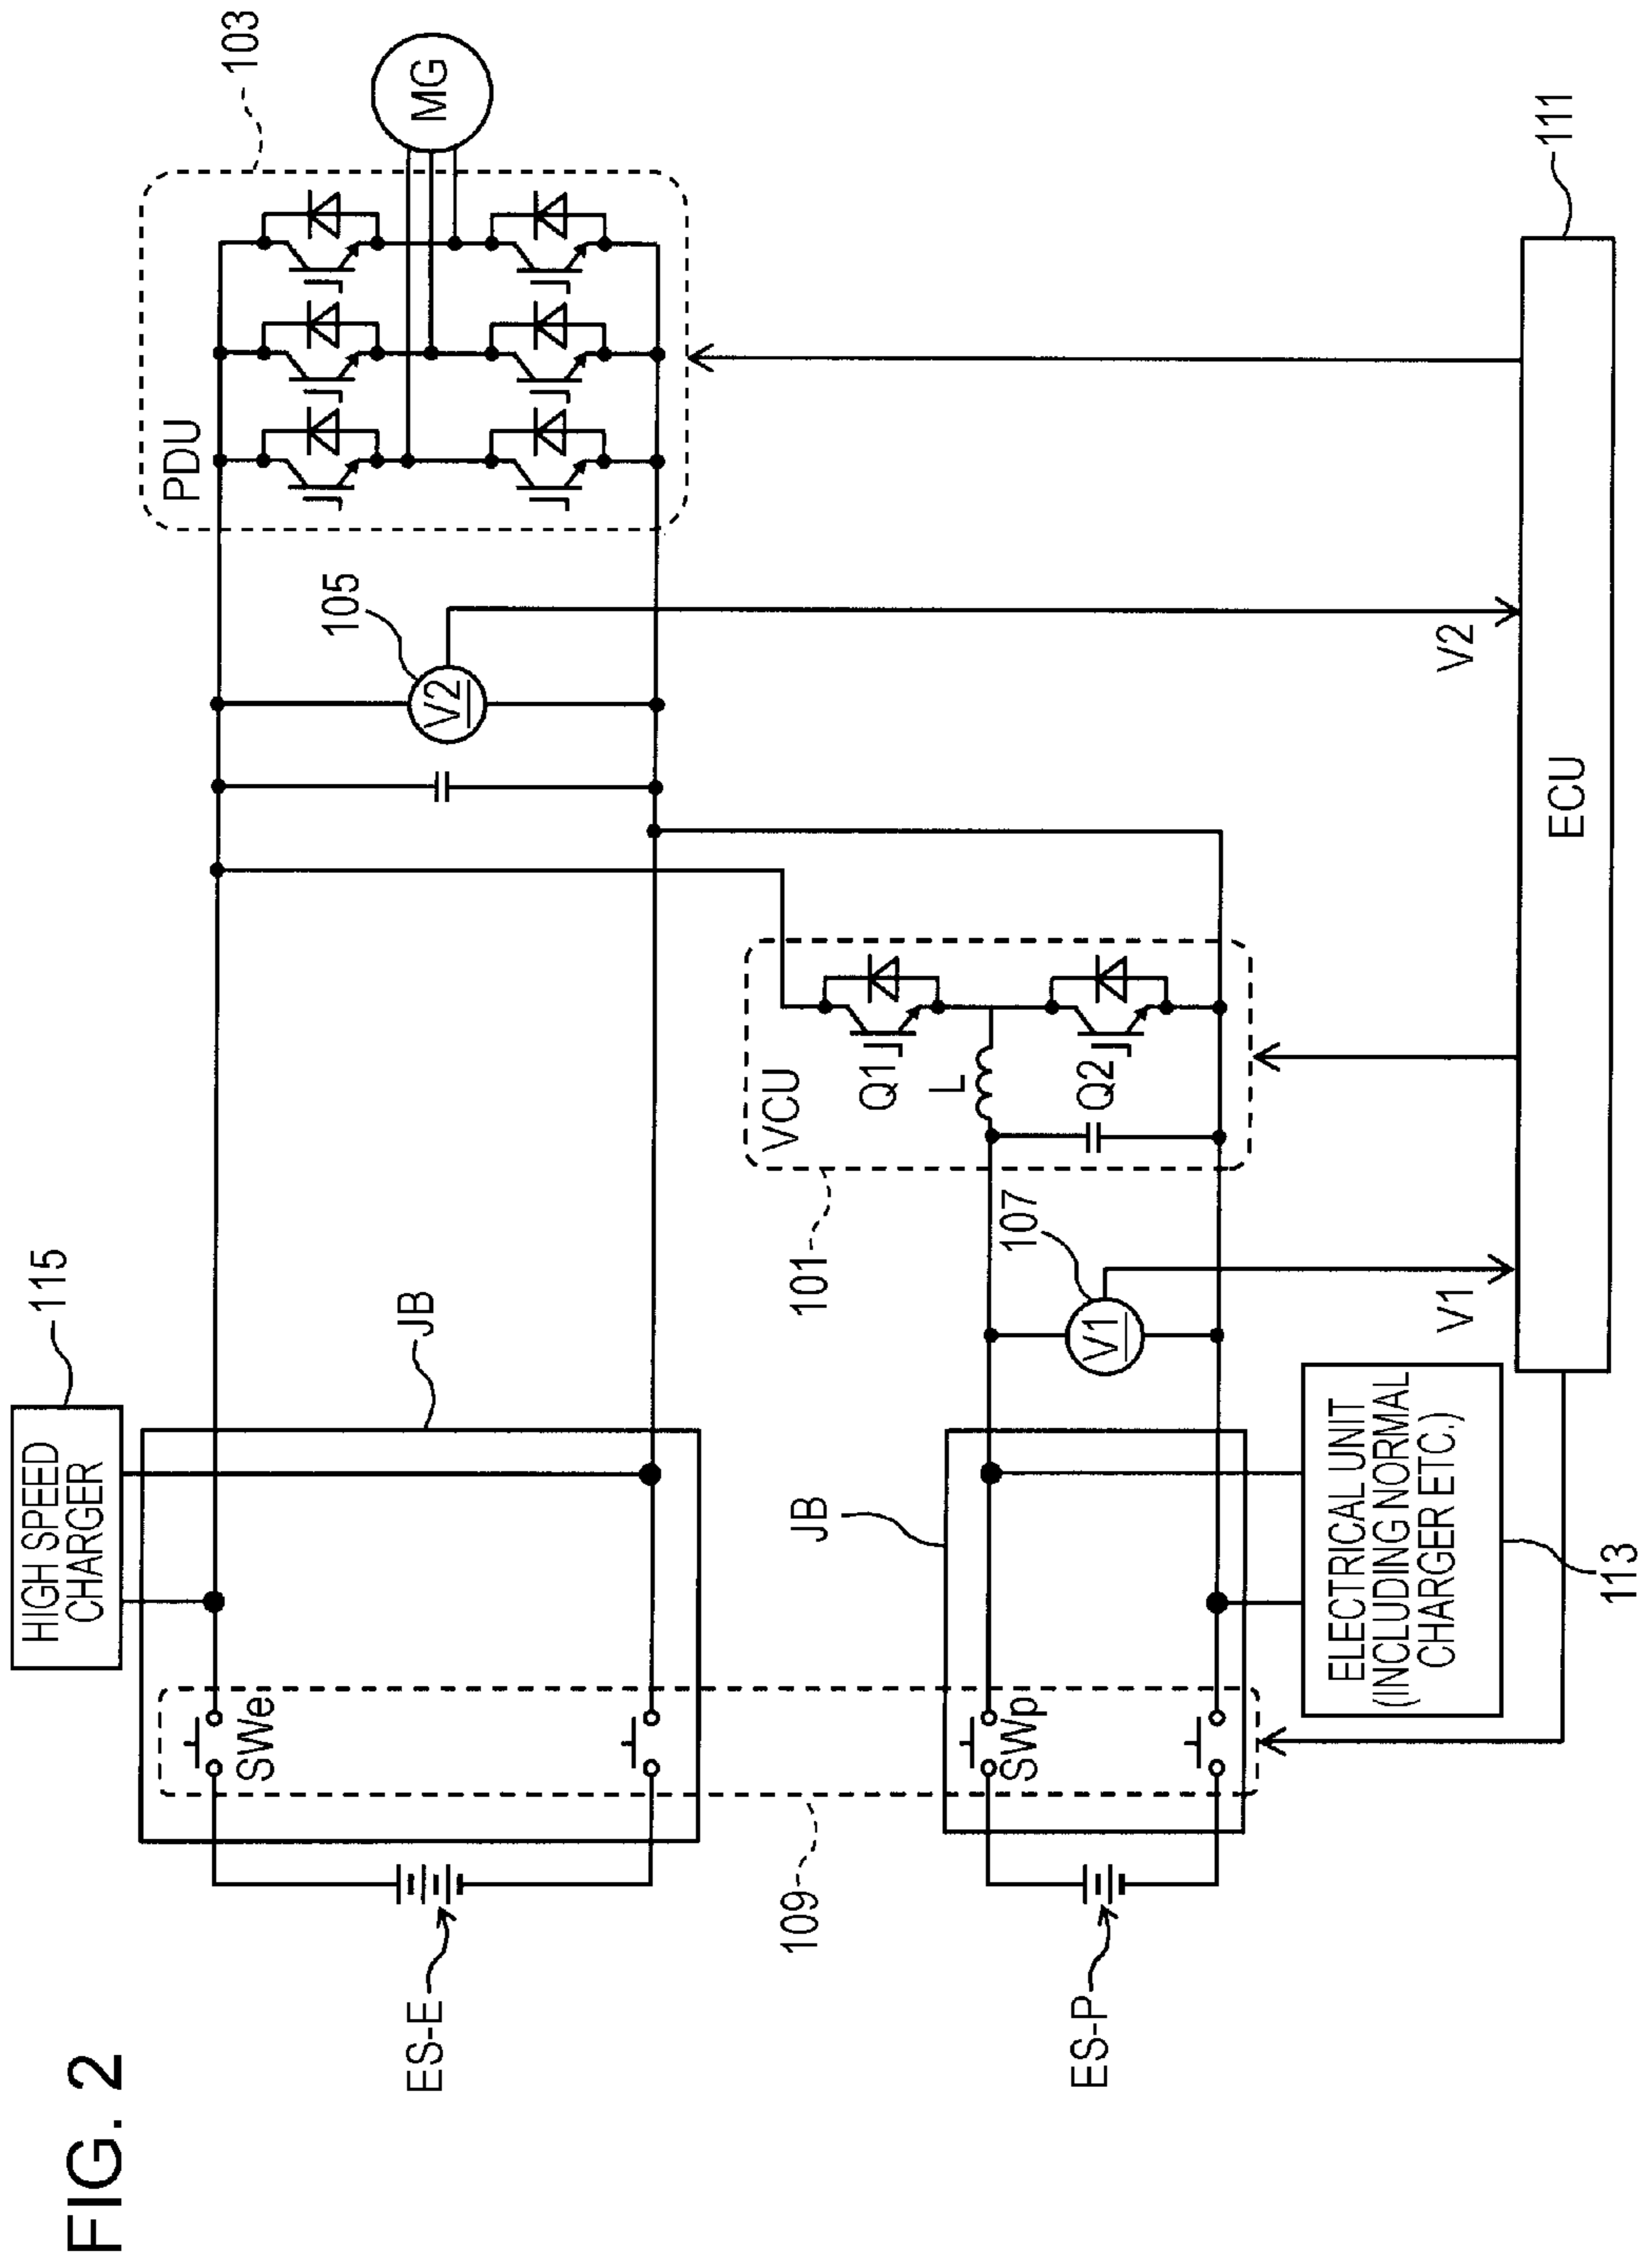 FIG. 2
115
HIGH SPEED
CHARGER
JB
103
PDU
MG
105
V2
SWe
ES-E
109
101
VCU
Q1
L
Q2
107
V1
JB
SWp
ES-P
ELECTRICAL UNIT
(INCLUDING NORMAL
CHARGER ETC.)
113
V1
V2
ECU
111